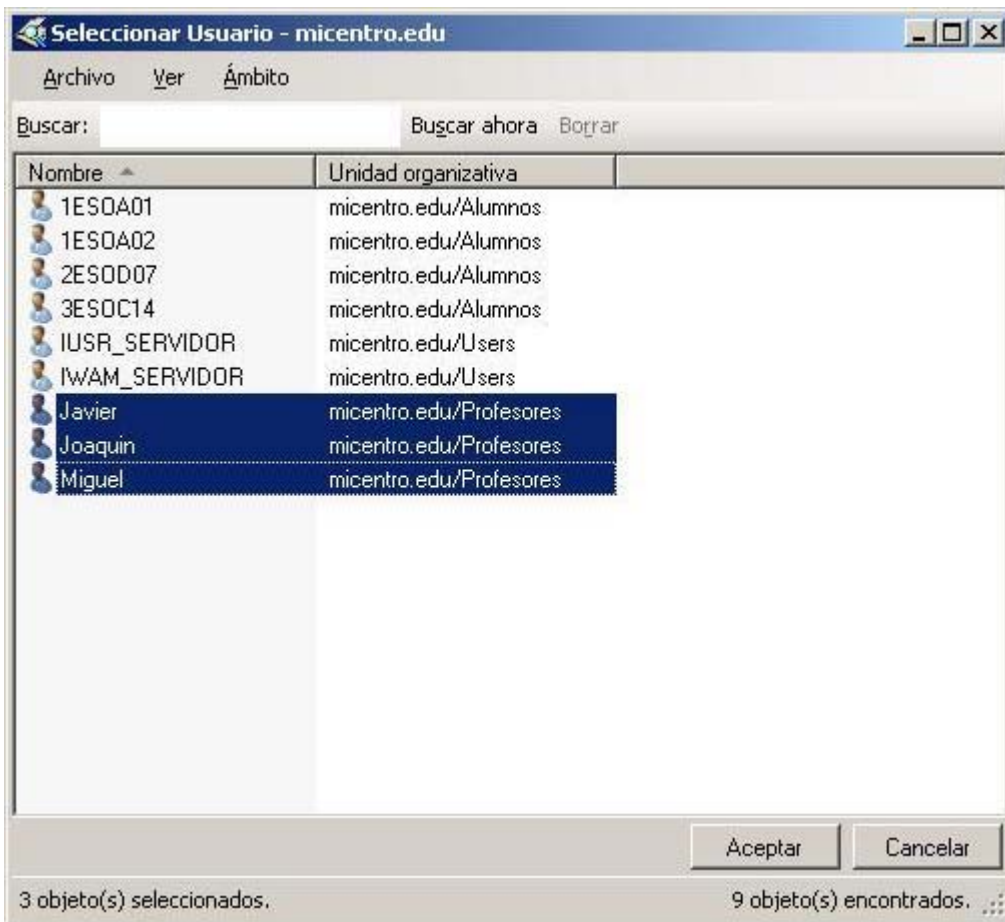 Seleccionar Usuario - micentro.edu
Archivo Ver Ámbito
Buscar: Buscar ahora Borrar
Nombre Unidad organizativa
1ESOA01 micentro.edu/Alumnos
1ESOA02 micentro.edu/Alumnos
2ESOD07 micentro.edu/Alumnos
3ESOC14 micentro.edu/Alumnos
IUSR_SERVIDOR micentro.edu/Users
IWAM_SERVIDOR micentro.edu/Users
Javier micentro.edu/Profesores
Joaquin micentro.edu/Profesores
Miguel micentro.edu/Profesores
Aceptar Cancelar
3 objeto(s) seleccionados. 9 objeto(s) encontrados.